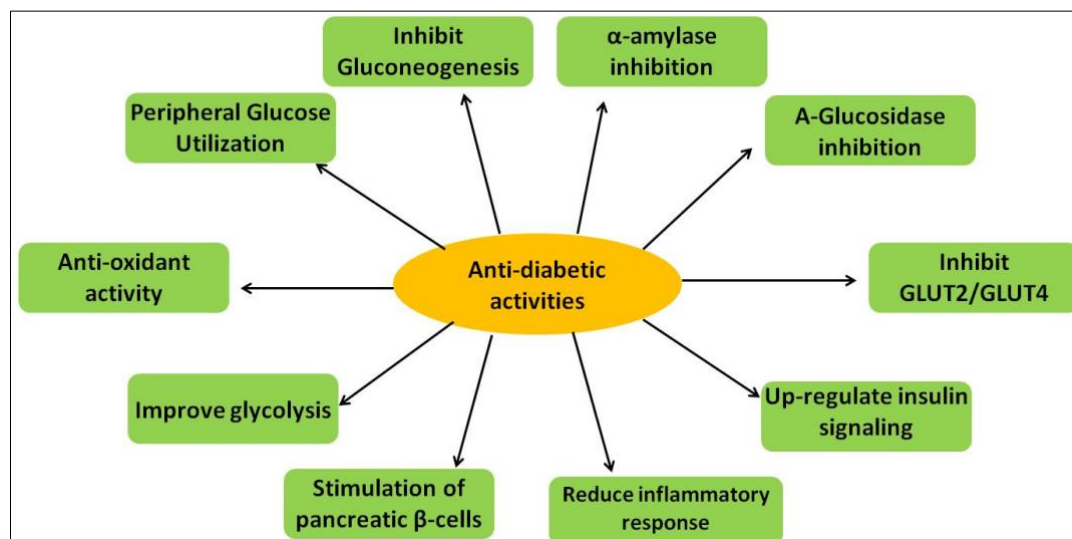 Inhibit
Gluconeogenesis
α-amylase
inhibition
Peripheral Glucose
Utilization
A-Glucosidase
inhibition
Anti-oxidant
activity
Anti-diabetic
activities
Inhibit
GLUT2/GLUT4
Improve glycolysis
Up-regulate insulin
signaling
Stimulation of
pancreatic β-cells
Reduce inflammatory
response